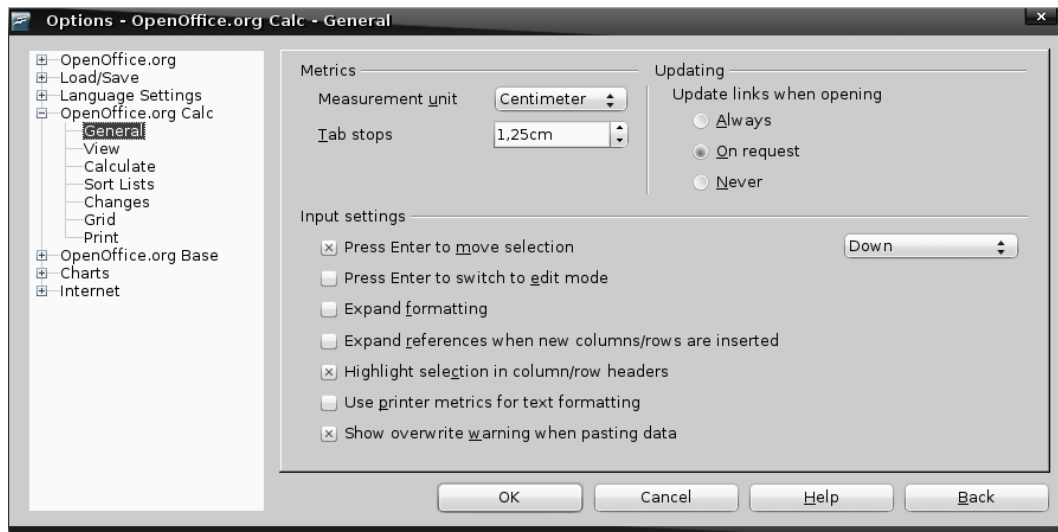 Options - OpenOffice.org Calc - General
OpenOffice.org
Load/Save
Language Settings
OpenOffice.org Calc
General
View
Calculate
Sort Lists
Changes
Grid
Print
OpenOffice.org Base
Charts
Internet
Metrics
Measurement unit Centimeter
Tab stops 1,25cm
Updating
Update links when opening
Always
On request
Never
Input settings
Press Enter to move selection Down
Press Enter to switch to edit mode
Expand formatting
Expand references when new columns/rows are inserted
Highlight selection in column/row headers
Use printer metrics for text formatting
Show overwrite warning when pasting data
OK Cancel Help Back